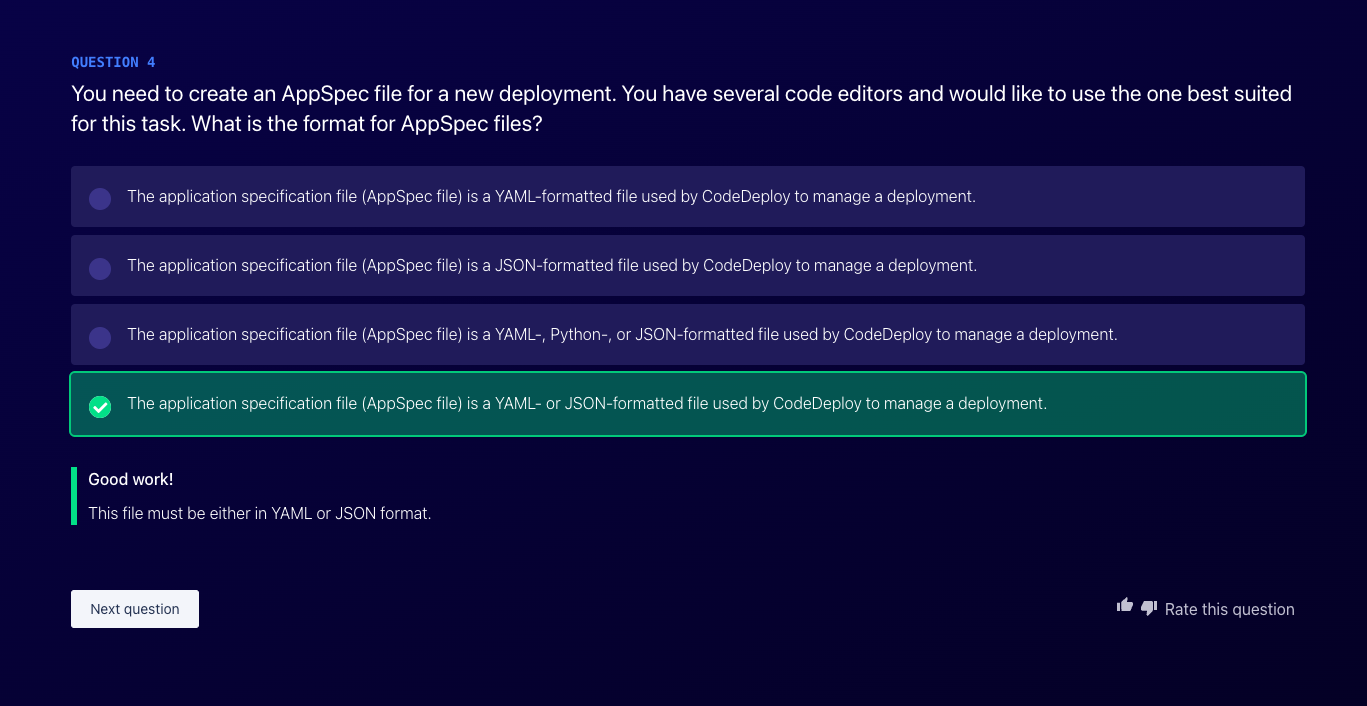 QUESTION 4
You need to create an AppSpec file for a new deployment. You have several code editors and would like to use the one best suited
for this task. What is the format for AppSpec files?
The application specification file (AppSpec file) is a YAML-formatted file used by CodeDeploy to manage a deployment.
The application specification file (AppSpec file) is a JSON-formatted file used by CodeDeploy to manage a deployment.
The application specification file (AppSpec file) is a YAML-, Python-, or JSON-formatted file used by CodeDeploy to manage a deployment.
The application specification file (AppSpec file) is a YAML- or JSON-formatted file used by CodeDeploy to manage a deployment.
Good work!
This file must be either in YAML or JSON format.
Next question
Rate this question